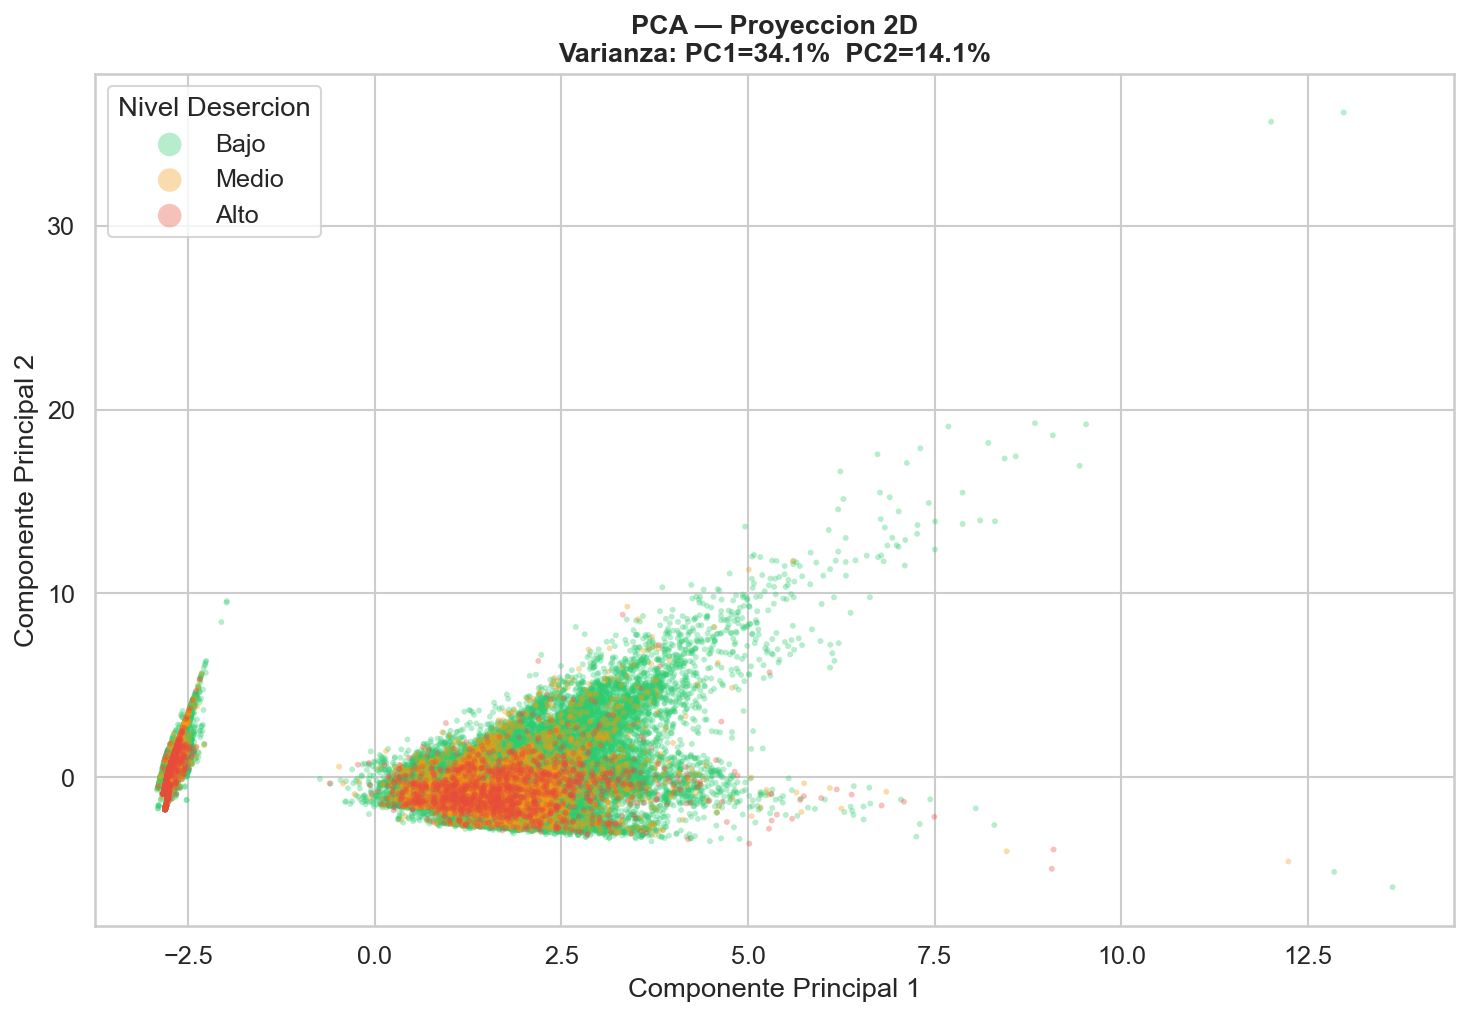 PCA — Proyeccion 2D
Varianza: PC1=34.1%  PC2=14.1%
Nivel Desercion
Bajo
Medio
Alto
Componente Principal 2
30
20
10
0
−2.5
0.0
2.5
5.0
7.5
10.0
12.5
Componente Principal 1